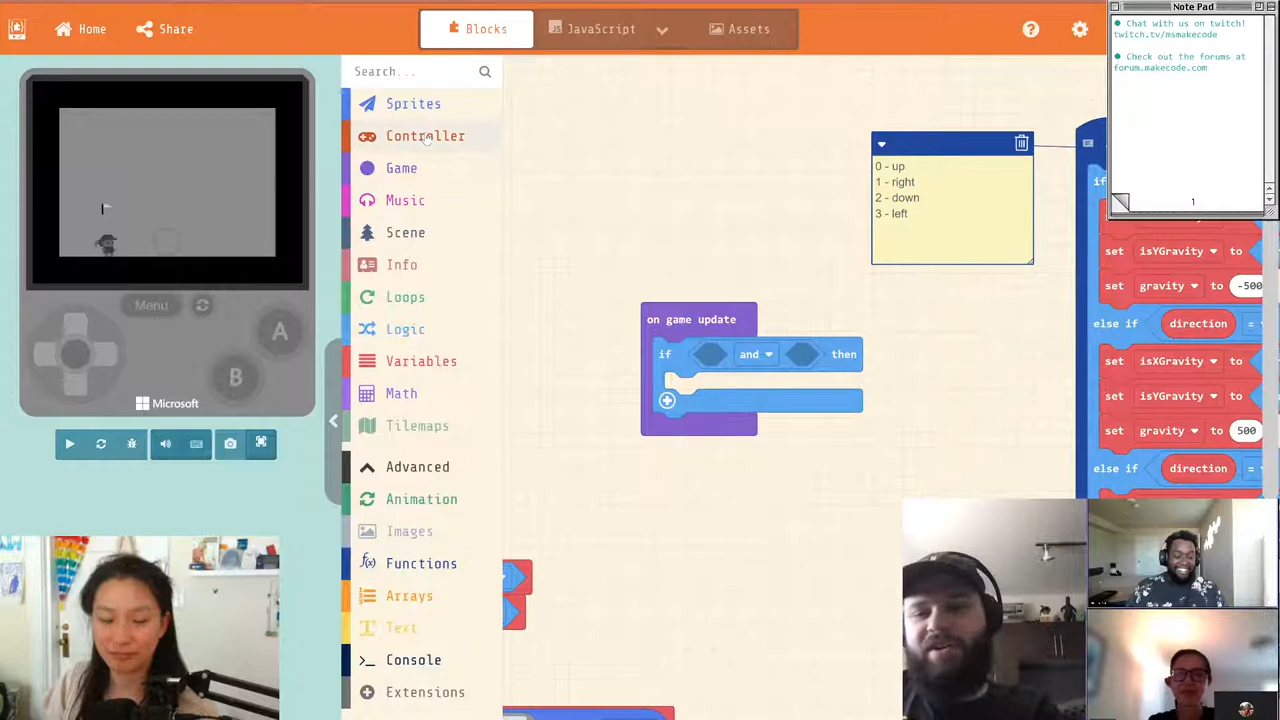 Home
Share
Blocks
JavaScript
Assets
Note Pad
Chat with us on twitch!
twitch.tv/msmakecode
Check out the forums at
forum.makecode.com
1
Search...
Sprites
Controller
Game
Music
Scene
Info
Loops
Logic
Variables
Math
Tilemaps
Advanced
Animation
Images
Functions
Arrays
Text
Console
Extensions
Menu
A
B
Microsoft
on game update
if and then
0 - up
1 - right
2 - down
3 - left
if
set isYGravity to
set gravity to -500
else if direction =
set isXGravity to
set isYGravity to
set gravity to 500
else if direction =